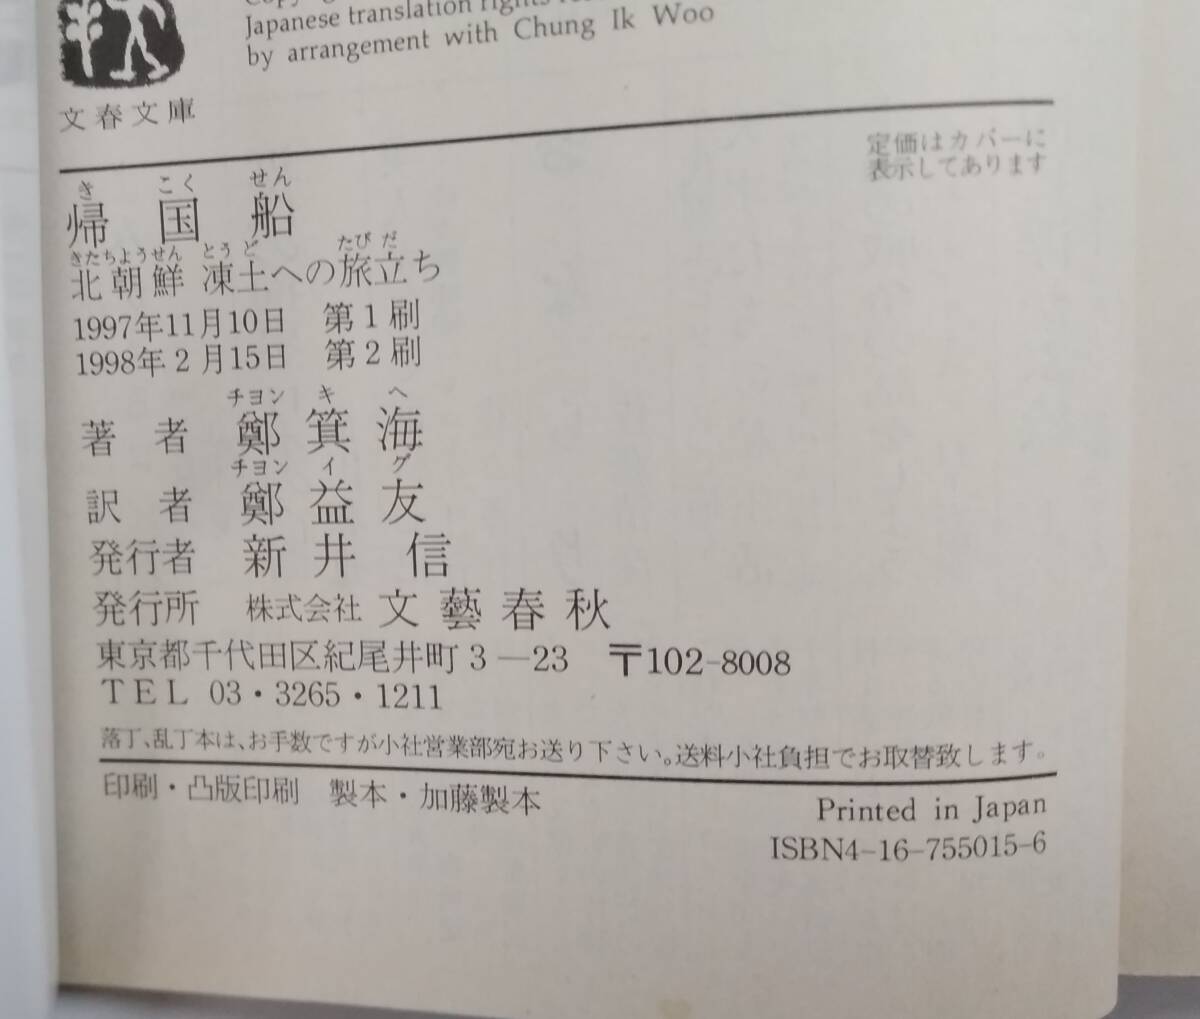 Japanese translation rights
by arrangement with Chung Ik Woo
文春文庫
定価はカバーに
表示してあります
き こく せん
帰国船
きたちようせん とう ど たび だ
北朝鮮 凍土への旅立ち
1997年11月10日 第1刷
1998年2月15日 第2刷
チヨン キ ヘ
著者 鄭箕海
チヨン イ グ
訳者 鄭益友
発行者 新井信
発行所 株式会社 文藝春秋
東京都千代田区紀尾井町3―23 〒102-8008
TEL 03・3265・1211
落丁、乱丁本は、お手数ですが小社営業部宛お送り下さい。送料小社負担でお取替致します。
印刷・凸版印刷 製本・加藤製本
Printed in Japan
ISBN4-16-755015-6